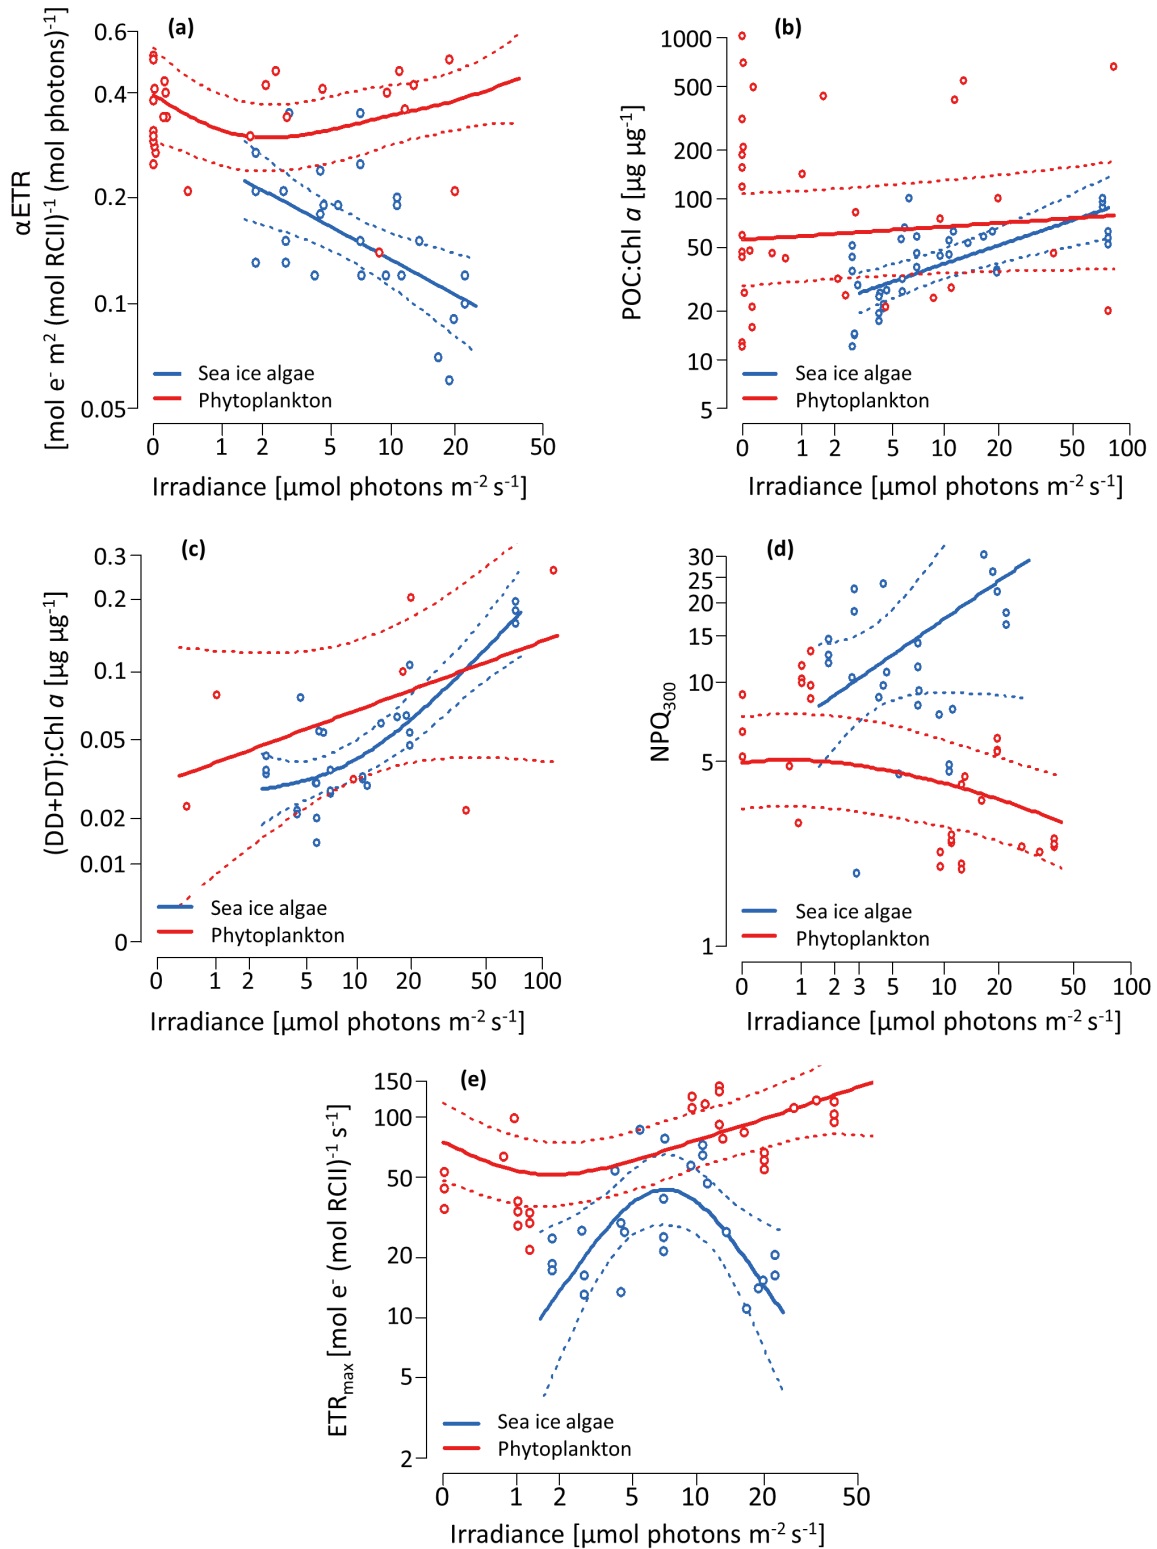 (a)
0.6
0.4
0.2
0.1
0.05
αETR
[mol e- m2 (mol RCII)-1 (mol photons)-1
Sea ice algae
Phytoplankton
0 1 2 5 10 20 50
Irradiance [µmol photons m-2 s-1]
(b)
1000
500
200
100
50
20
10
5
POC:Chl a [µg µg-1]
Sea ice algae
Phytoplankton
0 1 2 5 10 20 50 100
Irradiance [µmol photons m-2 s-1]
(c)
0.3
0.2
0.1
0.05
0.02
0.01
0
(DD+DT):Chl a [µg µg-1]
Sea ice algae
Phytoplankton
0 1 2 5 10 20 50 100
Irradiance [µmol photons m-2 s-1]
(d)
30
25
20
15
10
5
1
NPQ300
Sea ice algae
Phytoplankton
0 1 2 3 5 10 20 50 100
Irradiance [µmol photons m-2 s-1]
(e)
150
100
50
20
10
5
2
ETRmax [mol e- (mol RCII)-1 s-1]
Sea ice algae
Phytoplankton
0 1 2 5 10 20 50
Irradiance [µmol photons m-2 s-1]